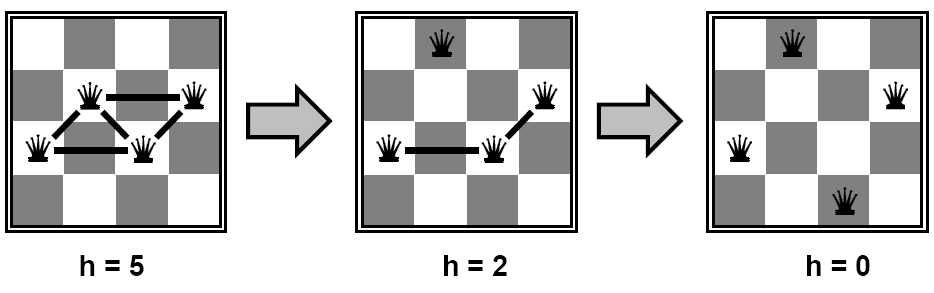 h = 5
h = 2
h = 0